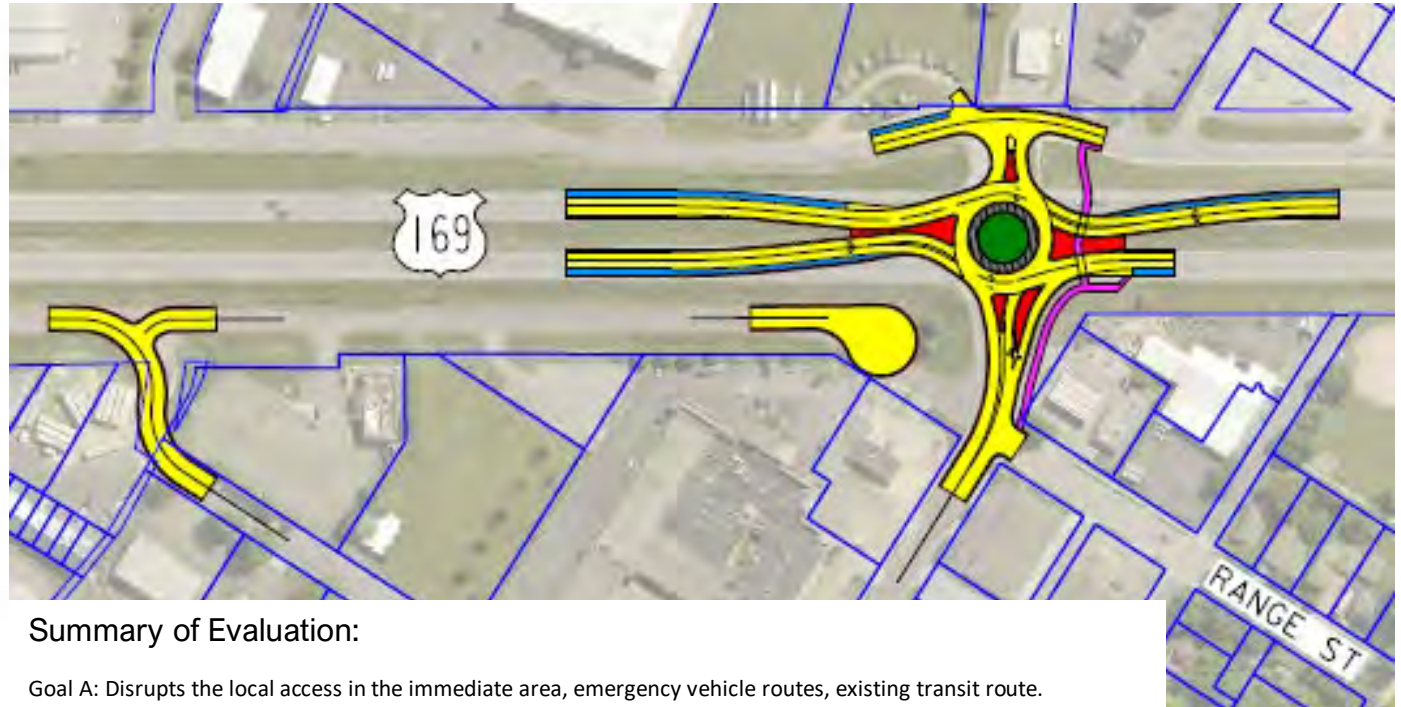 169
RANGE ST
Summary of Evaluation:
Goal A: Disrupts the local access in the immediate area, emergency vehicle routes, existing transit route.